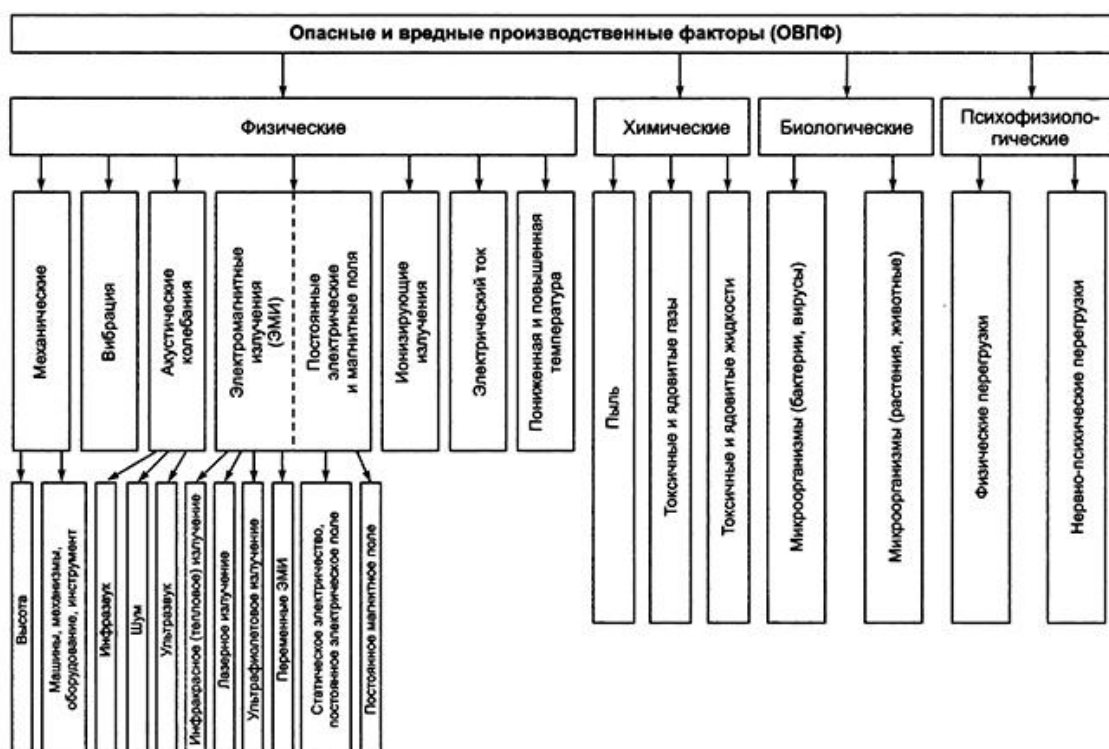 Опасные и вредные производственные факторы (ОВПФ)
Физические
Химические
Биологические
Психофизиоло-
гические
Механические
Вибрация
Акустические
колебания
Электромагнитные
излучения
(ЭМИ)
Постоянные
электрические
и магнитные поля
Ионизирующие
излучения
Электрический ток
Пониженная и повышенная
температура
Пыль
Токсичные и ядовитые газы
Токсичные и ядовитые жидкости
Микроорганизмы (бактерии, вирусы)
Микроорганизмы (растения, животные)
Физические перегрузки
Нервно-психические перегрузки
Высота
Машины, механизмы,
оборудование, инструмент
Инфразвук
Шум
Ультразвук
Инфракрасное (тепловое) излучение
Лазерное излучение
Ультрафиолетовое излучение
Переменные ЭМИ
Статическое электричество,
постоянное электрическое поле
Постоянное магнитное поле